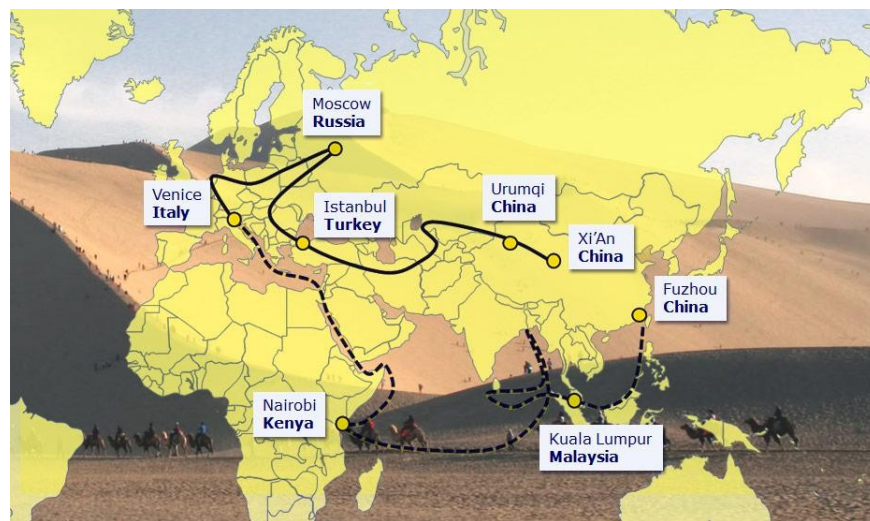 Moscow
Russia
Venice
Italy
Istanbul
Turkey
Urumqi
China
Xi’An
China
Fuzhou
China
Nairobi
Kenya
Kuala Lumpur
Malaysia